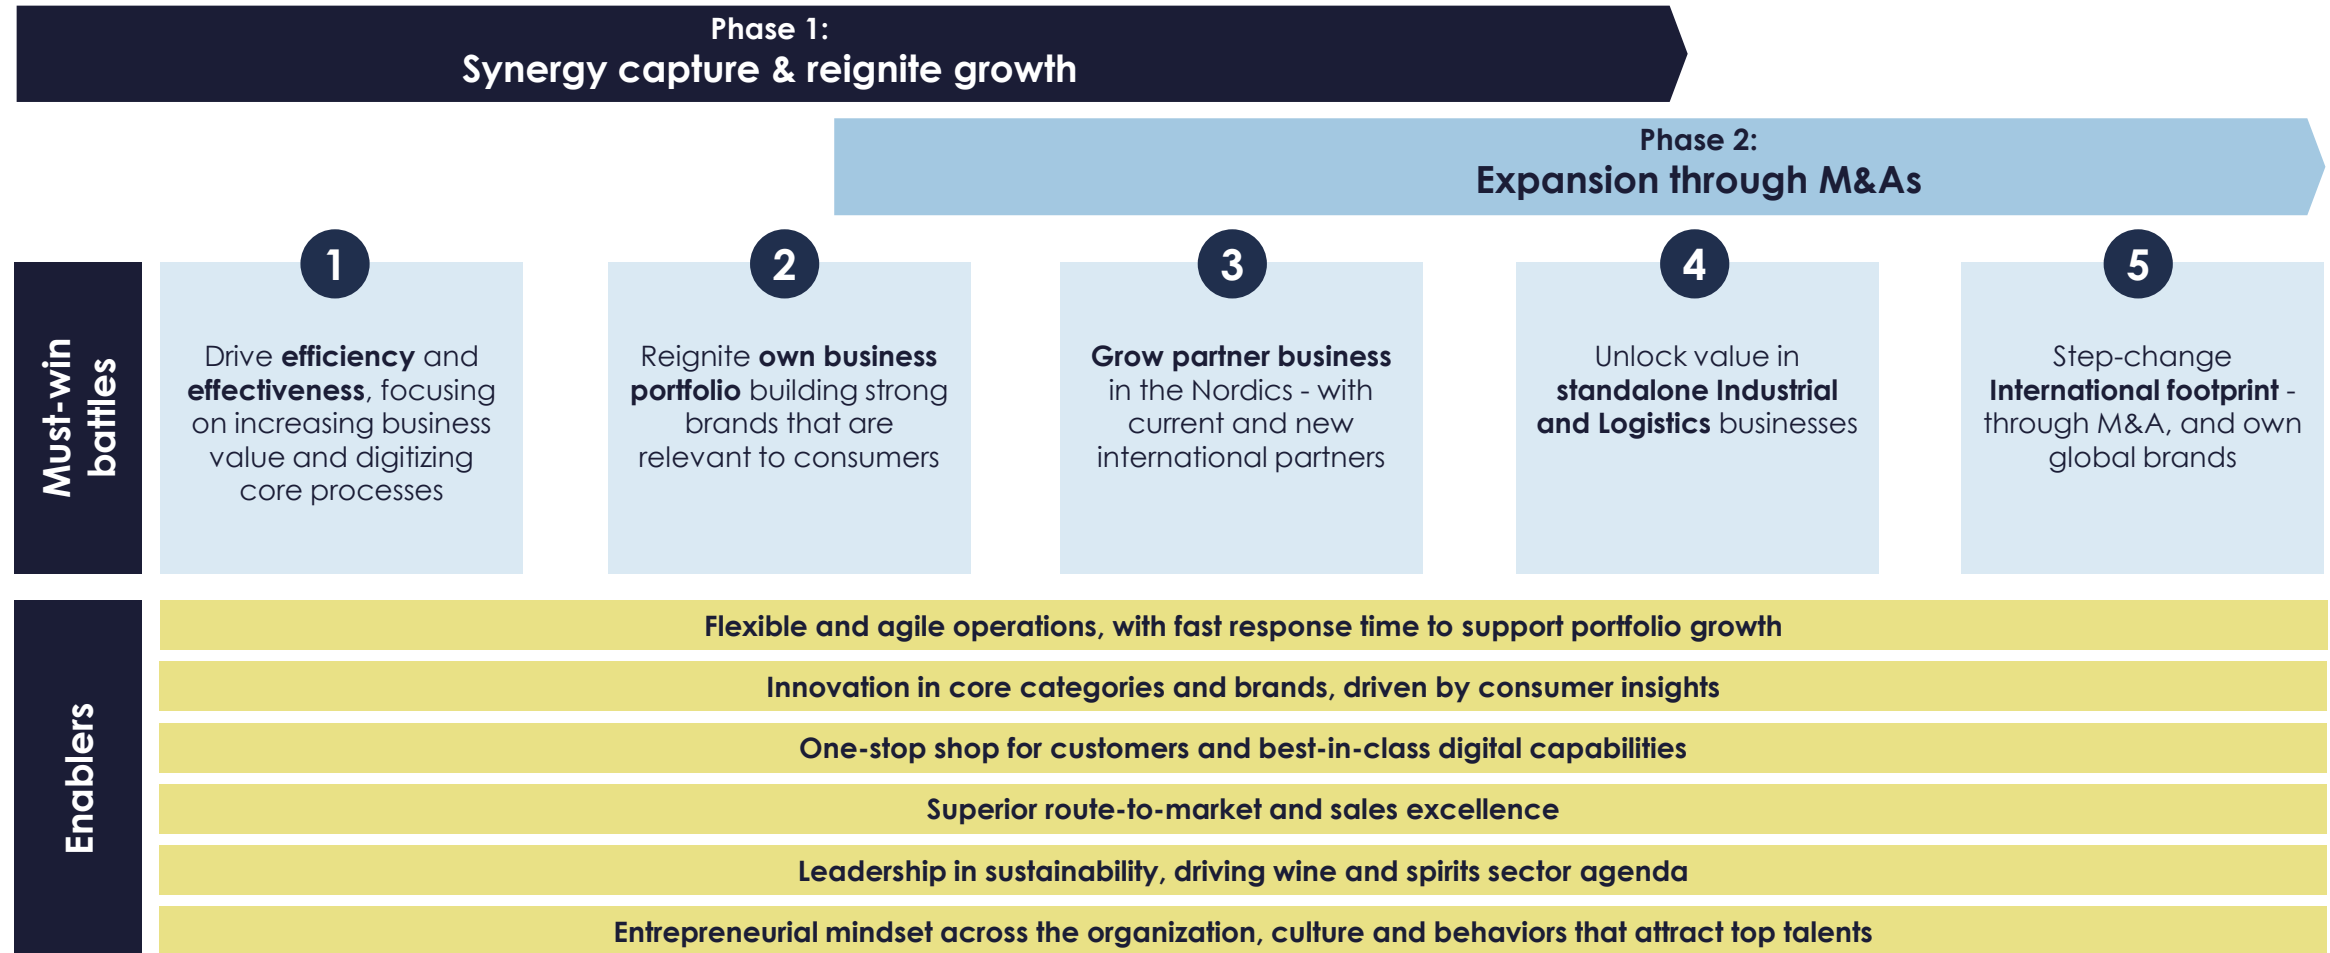 Phase 1:
Synergy capture & reignite growth
Phase 2:
Expansion through M&As
Must-win
battles
1
Drive efficiency and
effectiveness, focusing
on increasing business
value and digitizing
core processes
2
Reignite own business
portfolio building strong
brands that are
relevant to consumers
3
Grow partner business
in the Nordics - with
current and new
international partners
4
Unlock value in
standalone Industrial
and Logistics businesses
5
Step-change
International footprint -
through M&A, and own
global brands
Enablers
Flexible and agile operations, with fast response time to support portfolio growth
Innovation in core categories and brands, driven by consumer insights
One-stop shop for customers and best-in-class digital capabilities
Superior route-to-market and sales excellence
Leadership in sustainability, driving wine and spirits sector agenda
Entrepreneurial mindset across the organization, culture and behaviors that attract top talents